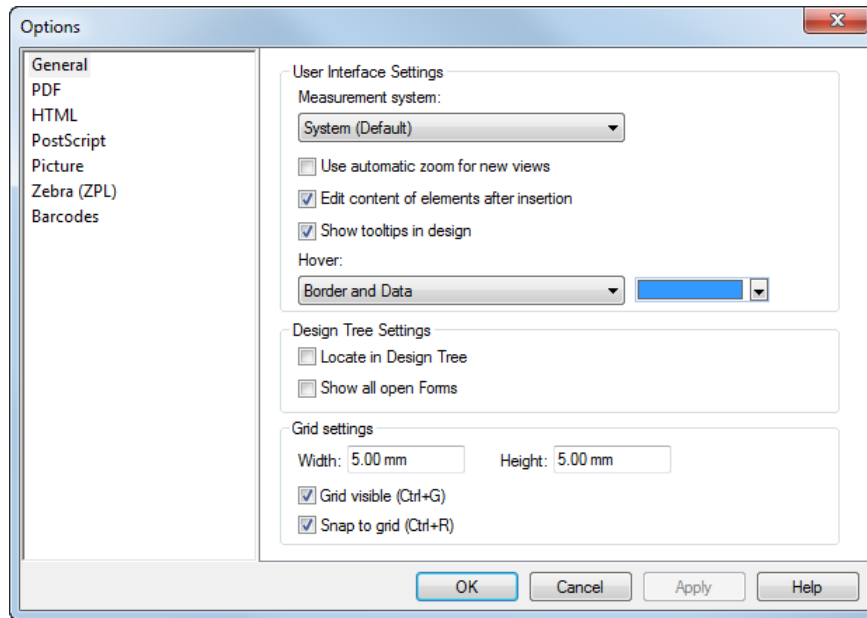 Options
General
PDF
HTML
PostScript
Picture
Zebra (ZPL)
Barcodes
User Interface Settings
Measurement system:
System (Default)
Use automatic zoom for new views
Edit content of elements after insertion
Show tooltips in design
Hover:
Border and Data
Design Tree Settings
Locate in Design Tree
Show all open Forms
Grid settings
Width: 5.00 mm Height: 5.00 mm
Grid visible (Ctrl+G)
Snap to grid (Ctrl+R)
OK Cancel Apply Help